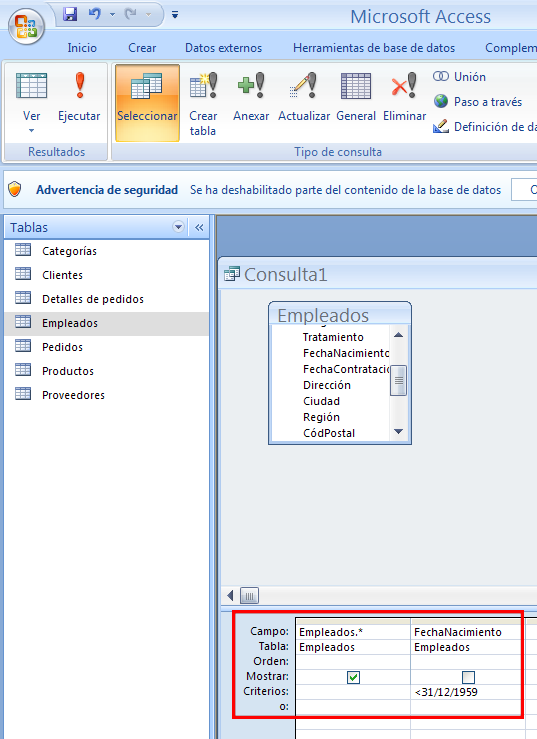 Microsoft Access
Inicio Crear Datos externos Herramientas de base de datos Complem
Ver Ejecutar Seleccionar Crear tabla Anexar Actualizar General Eliminar
Unión
Paso a través
Definición de da
Resultados Tipo de consulta
Advertencia de seguridad Se ha deshabilitado parte del contenido de la base de datos O
Tablas «
Categorías
Clientes
Detalles de pedidos
Empleados
Pedidos
Productos
Proveedores
Consulta1
Empleados
Tratamiento
FechaNacimiento
FechaContratació
Dirección
Ciudad
Región
CódPostal
Campo: Empleados.* FechaNacimiento
Tabla: Empleados Empleados
Orden:
Mostrar:
Criterios: <31/12/1959
o: